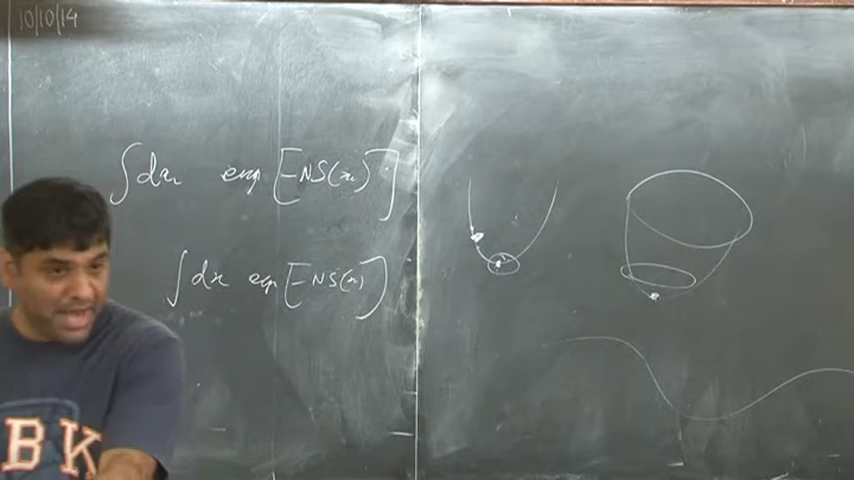 10/10/14
∫dx exp[-NS(x)]
∫dx exp[-NS(x)]
BK